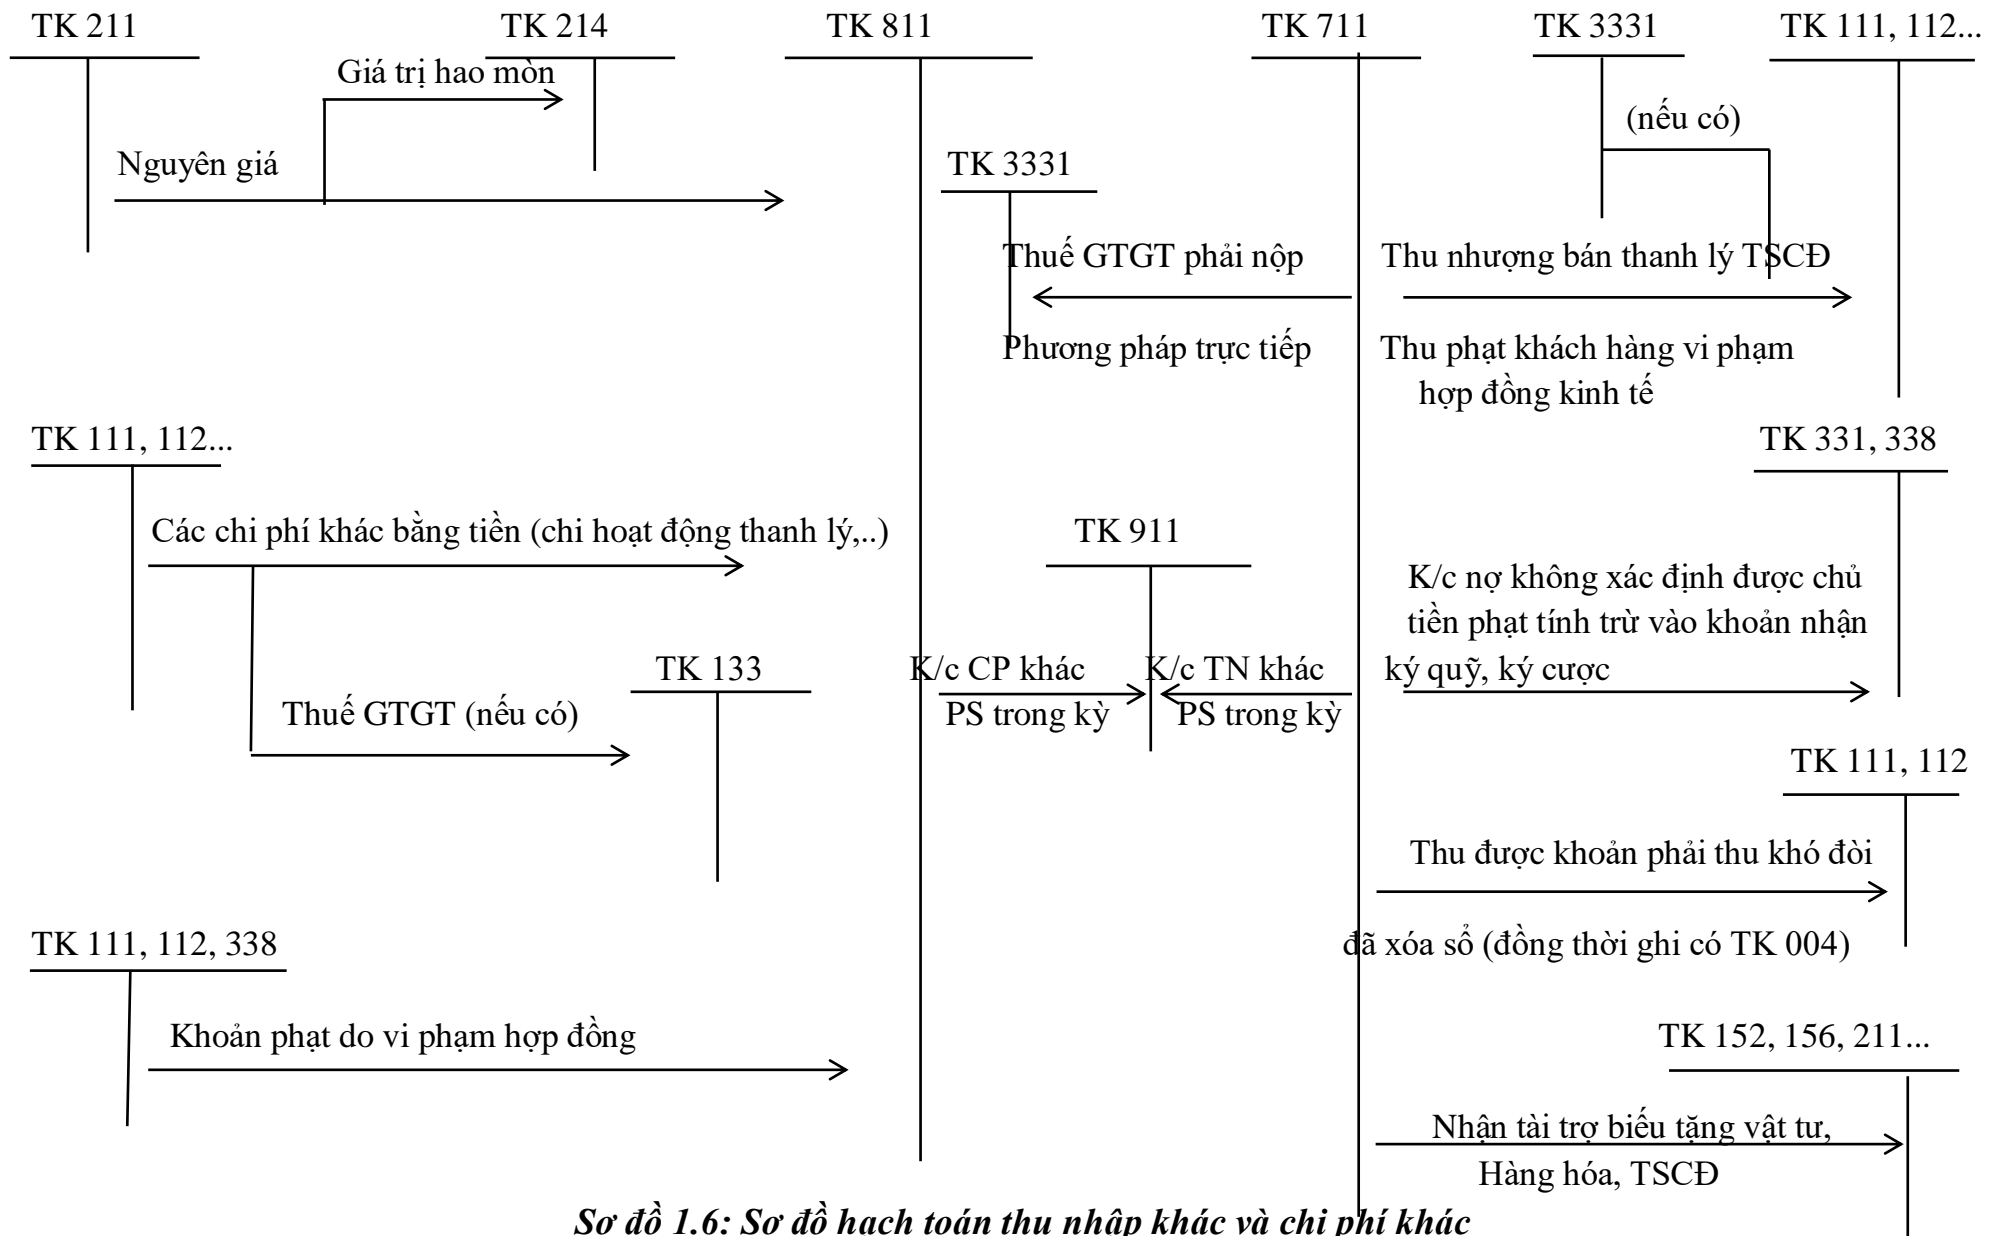 TK 211
TK 214
TK 811
TK 711
TK 3331
TK 111, 112...
Giá trị hao mòn
(nếu có)
Nguyên giá
TK 3331
Thuế GTGT phải nộp
Thu nhượng bán thanh lý TSCĐ
Phương pháp trực tiếp
Thu phạt khách hàng vi phạm
hợp đồng kinh tế
TK 111, 112...
TK 331, 338
Các chi phí khác bằng tiền (chi hoạt động thanh lý,..)
TK 911
K/c nợ không xác định được chủ
tiền phạt tính trừ vào khoản nhận
ký quỹ, ký cược
TK 133
K/c CP khác
K/c TN khác
Thuế GTGT (nếu có)
PS trong kỳ
PS trong kỳ
TK 111, 112
Thu được khoản phải thu khó đòi
TK 111, 112, 338
đã xóa sổ (đồng thời ghi có TK 004)
Khoản phạt do vi phạm hợp đồng
TK 152, 156, 211...
Nhận tài trợ biếu tặng vật tư,
Hàng hóa, TSCĐ
Sơ đồ 1.6: Sơ đồ hạch toán thu nhập khác và chi phí khác